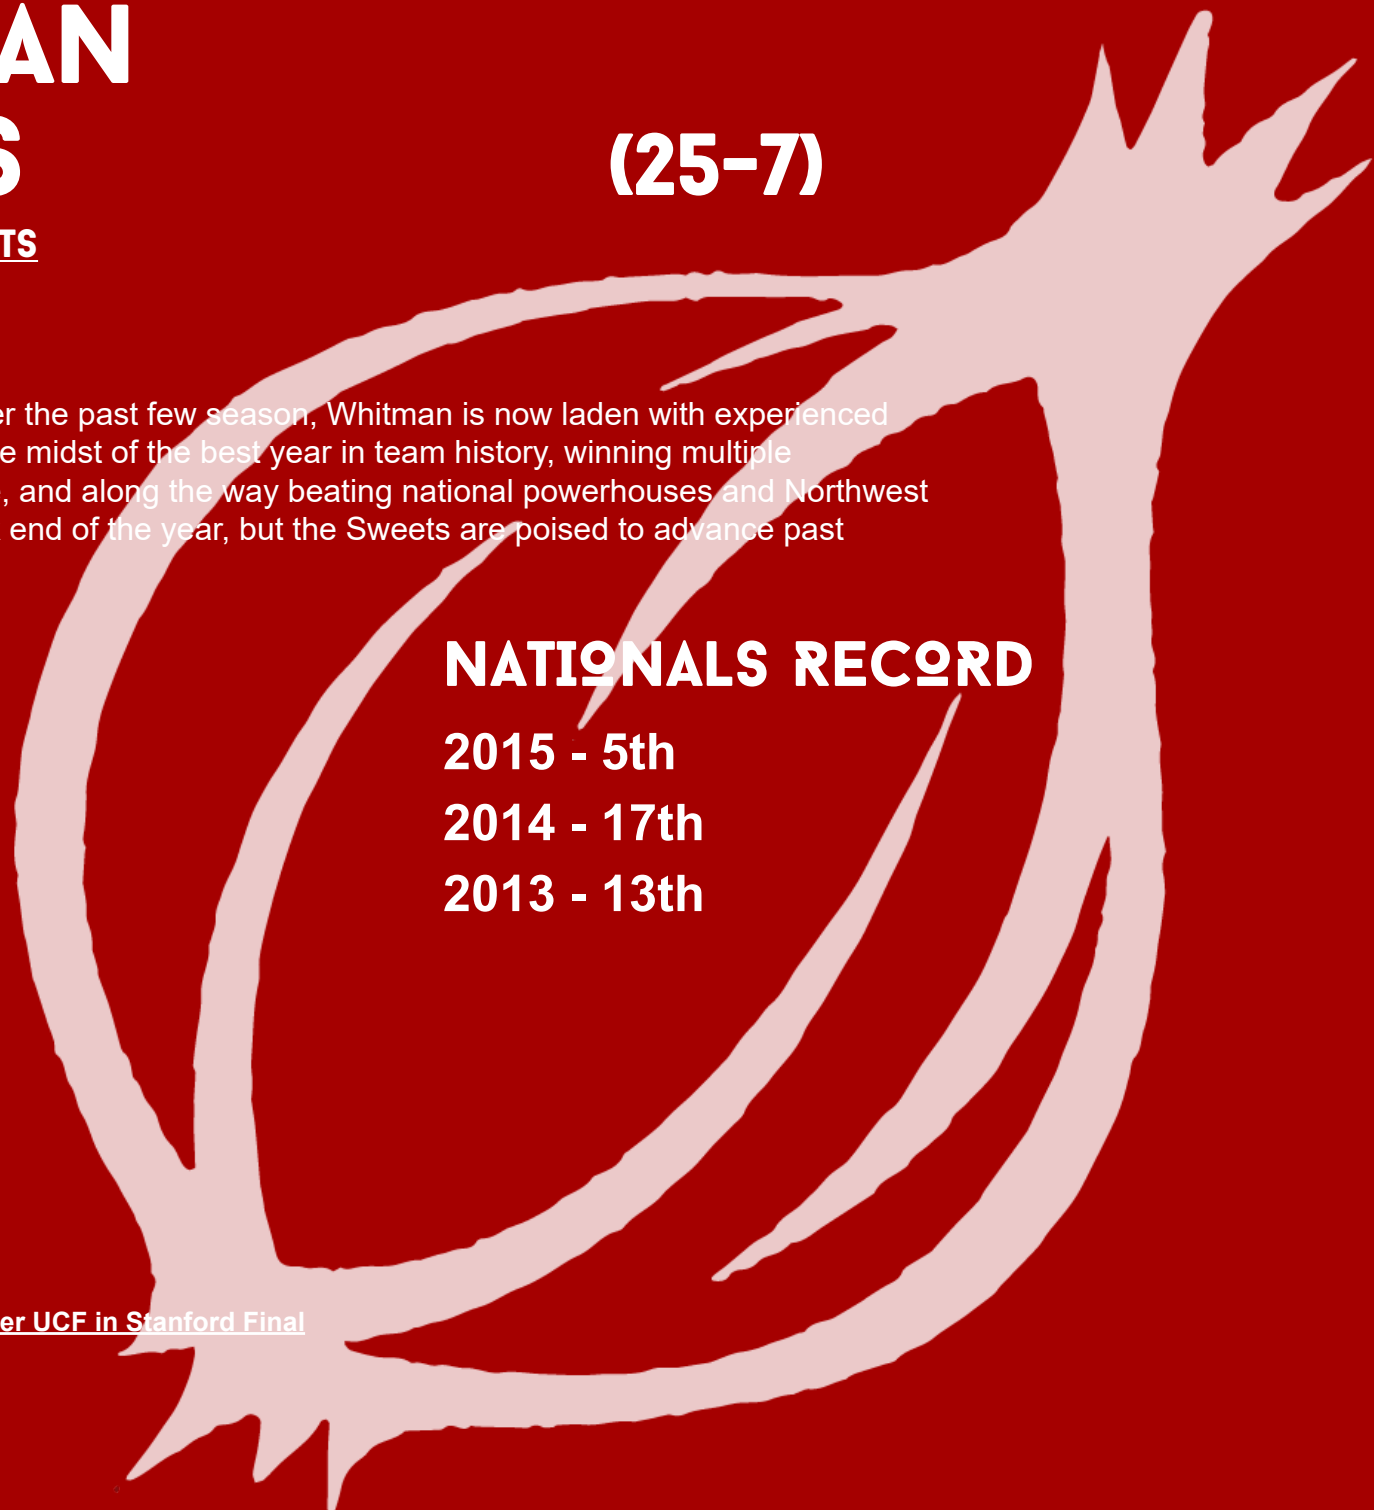 AN
S
(25-7)
TS
er the past few season, Whitman is now laden with experienced
e midst of the best year in team history, winning multiple
, and along the way beating national powerhouses and Northwest
end of the year, but the Sweets are poised to advance past
NATIONALS RECORD
2015 - 5th
2014 - 17th
2013 - 13th
er UCF in Stanford Final